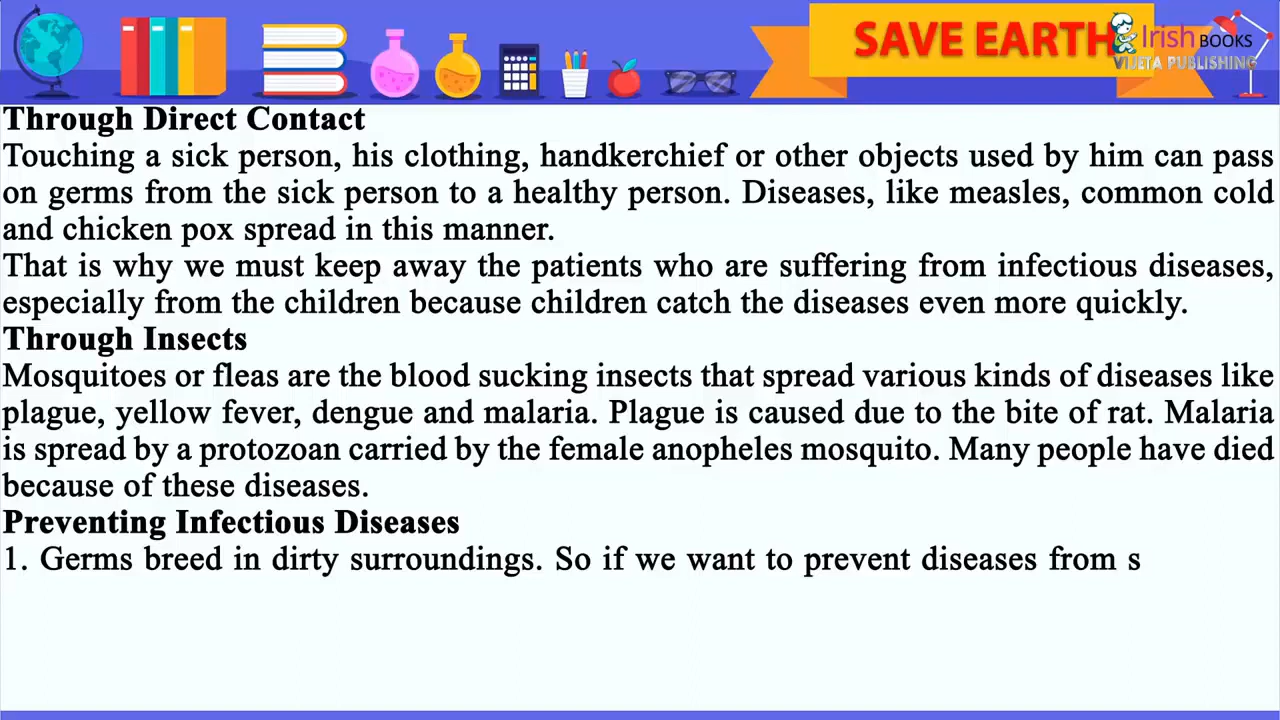 SAVE EARTH
Irish BOOKS
VIJETA PUBLISHING
Through Direct Contact
Touching a sick person, his clothing, handkerchief or other objects used by him can pass
on germs from the sick person to a healthy person. Diseases, like measles, common cold
and chicken pox spread in this manner.
That is why we must keep away the patients who are suffering from infectious diseases,
especially from the children because children catch the diseases even more quickly.
Through Insects
Mosquitoes or fleas are the blood sucking insects that spread various kinds of diseases like
plague, yellow fever, dengue and malaria. Plague is caused due to the bite of rat. Malaria
is spread by a protozoan carried by the female anopheles mosquito. Many people have died
because of these diseases.
Preventing Infectious Diseases
1. Germs breed in dirty surroundings. So if we want to prevent diseases from s